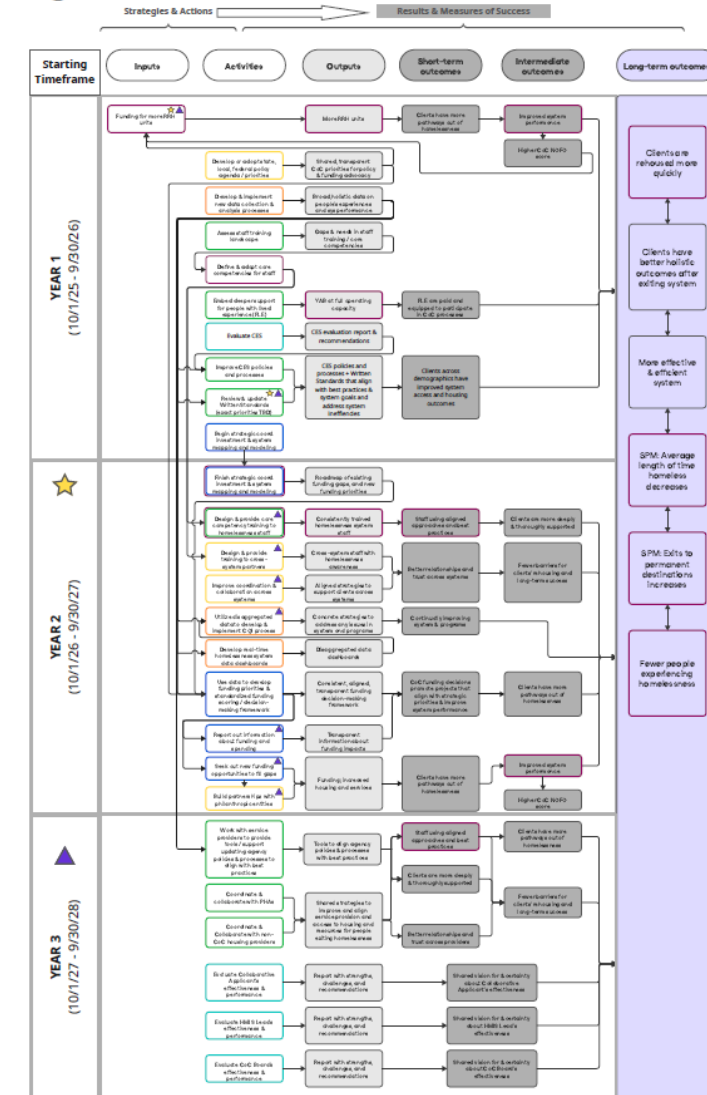 Strategies & Actions
Results & Measures of Success
Starting
Timeframe
Inputs
Activities
Outputs
Short-term
outcomes
Intermediate
outcomes
Long-term outcome
YEAR 1
(10/1/25 - 9/30/26)
Funding for more RRH
units
More RRH units
Clients have more
pathways out of
homelessness
Improved system
performance
Higher CoC NOFO
score
Develop or adopt state,
local, federal policy
agenda / priorities
Shared, transparent
CoC priorities for policy
& funding advocacy
Develop & implement
new data collection &
analysis processes
Broad/holistic data on
people's experiences
and sys performance
Assess staff training
landscape
Gaps & needs in staff
training / core
competencies
Define & adopt core
competencies for staff
Embed deeper support
for people with lived
experience (PLE)
YAB at full spending
capacity
PLE are paid and
equipped to participate
in CoC processes
Evaluate CES
CES evaluation report &
recommendations
Improve CES policies
and processes
Review & update
Written Standards
(exact priorities TBD)
CES policies and
processes + Written
Standards that align
with best practices &
system goals and
address system
inefficiencies
Clients across
demographics have
improved system
access and housing
outcomes
Begin strategic coord.
investment & system
mapping and modeling
YEAR 2
(10/1/26 - 9/30/27)
Finish strategic coord.
investment & system
mapping and modeling
Roadmap of existing
funding gaps, and new
funding priorities
Design & provide core
competency training to
homelessness staff
Consistently trained
homelessness system
staff
Staff using aligned
approaches and best
practices
Clients are more deeply
& thoroughly supported
Design & provide
training to cross-
system partners
Cross-system staff with
homelessness
awareness
Improve coordination &
collaboration across
systems
Aligned strategies to
support clients across
systems
Better relationships and
trust across systems
Fewer barriers for
clients' rehousing and
long-term success
Utilize disaggregated
data to develop &
implement CQI process
Concrete strategies to
address any issues in
system and programs
Continually improving
system & programs
Develop real-time
homelessness system
data dashboards
Disaggregated data
dashboards
Use data to develop
funding priorities &
standardized funding
scoring / decision-
making framework
Consistent, aligned,
transparent funding
decision-making
framework
CoC funding decisions
promote projects that
align with strategic
priorities & improve
system performance
Clients have more
pathways out of
homelessness
Report out information
about funding and
spending
Transparent
information about
funding impacts
Seek out new funding
opportunities to fill gaps
Build partnerships with
philanthropic entities
Funding; increased
housing and services
Clients have more
pathways out of
homelessness
Improved system
performance
Higher CoC NOFO
score
YEAR 3
(10/1/27 - 9/30/28)
Work with service
providers to provide
tools / support
updating agency
policies & processes to
align with best
practices
Tools to align agency
policies & processes
with best practices
Staff using aligned
approaches and best
practices
Clients have more
pathways out of
homelessness
Clients are more deeply
& thoroughly supported
Coordinate &
collaborate with PHAs
Coordinate &
Collaborate with non-
CoC housing providers
Shared strategies to
improve and align
service provision and
access to housing and
resources for people
exiting homelessness
Better relationships and
trust across providers
Fewer barriers for
clients' rehousing and
long-term success
Evaluate Collaborative
Applicant's
effectiveness &
performance
Report with strengths,
challenges, and
recommendations
Shared vision for & certainty
about Collaborative
Applicant's effectiveness
Evaluate HMIS Lead's
effectiveness &
performance
Report with strengths,
challenges, and
recommendations
Shared vision for & certainty
about HMIS Lead's
effectiveness
Evaluate CoC Board's
effectiveness &
performance
Report with strengths,
challenges, and
recommendations
Shared vision for & certainty
about CoC Board's
effectiveness
Clients are
rehoused more
quickly
Clients have
better holistic
outcomes after
exiting system
More effective
& efficient
system
SPM: Average
length of time
homeless
decreases
SPM: Exits to
permanent
destinations
increases
Fewer people
experiencing
homelessness